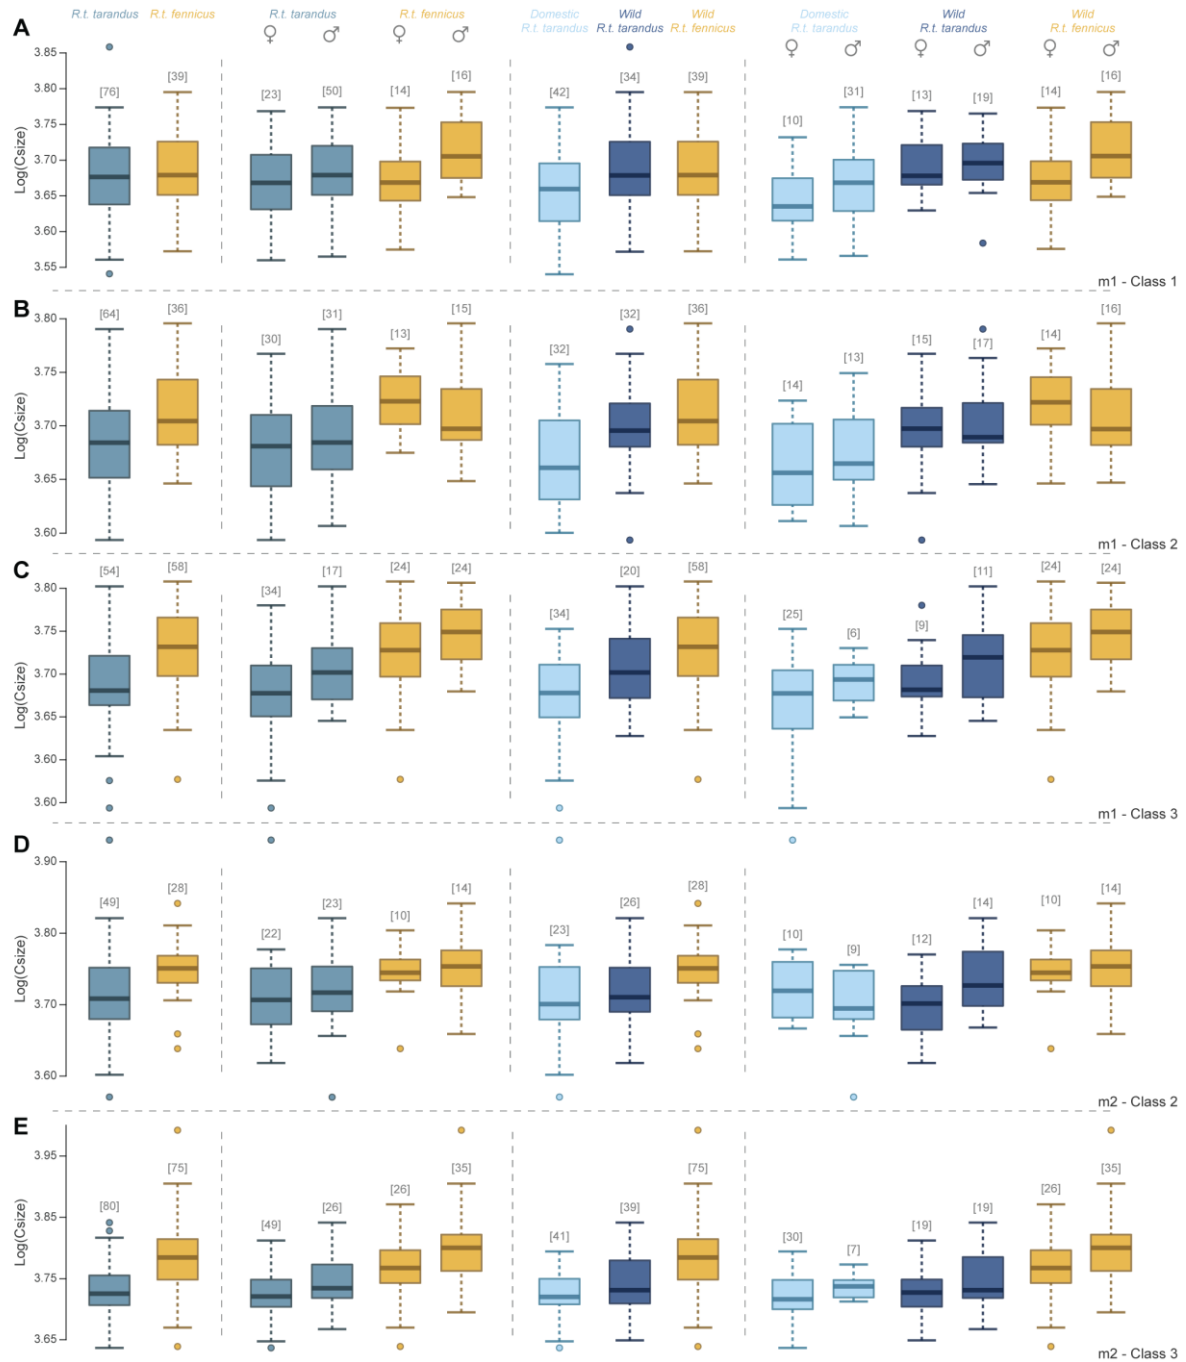 R.t. tarandus R.t. fennicus R.t. tarandus R.t. fennicus Domestic R.t. tarandus Wild R.t. tarandus Wild R.t. fennicus Domestic R.t. tarandus Wild R.t. tarandus Wild R.t. fennicus
♀ ♂ ♀ ♂ ♀ ♂ ♀ ♂ ♀ ♂
A
Log(Csize)
3.85
3.80
3.75
3.70
3.65
3.60
3.55
[76] [39] [23] [50] [14] [16] [42] [34] [39] [10] [31] [13] [19] [14] [16]
m1 - Class 1
B
Log(Csize)
3.80
3.75
3.70
3.65
3.60
[64] [36] [30] [31] [13] [15] [32] [32] [36] [14] [13] [15] [17] [14] [16]
m1 - Class 2
C
Log(Csize)
3.80
3.75
3.70
3.65
3.60
[54] [58] [34] [17] [24] [24] [34] [20] [58] [25] [6] [9] [11] [24] [24]
m1 - Class 3
D
Log(Csize)
3.90
3.80
3.70
3.60
[49] [28] [22] [23] [10] [14] [23] [26] [28] [10] [9] [12] [14] [10] [14]
m2 - Class 2
E
Log(Csize)
3.95
3.85
3.75
3.65
[80] [75] [49] [26] [26] [35] [41] [39] [75] [30] [7] [19] [19] [26] [35]
m2 - Class 3